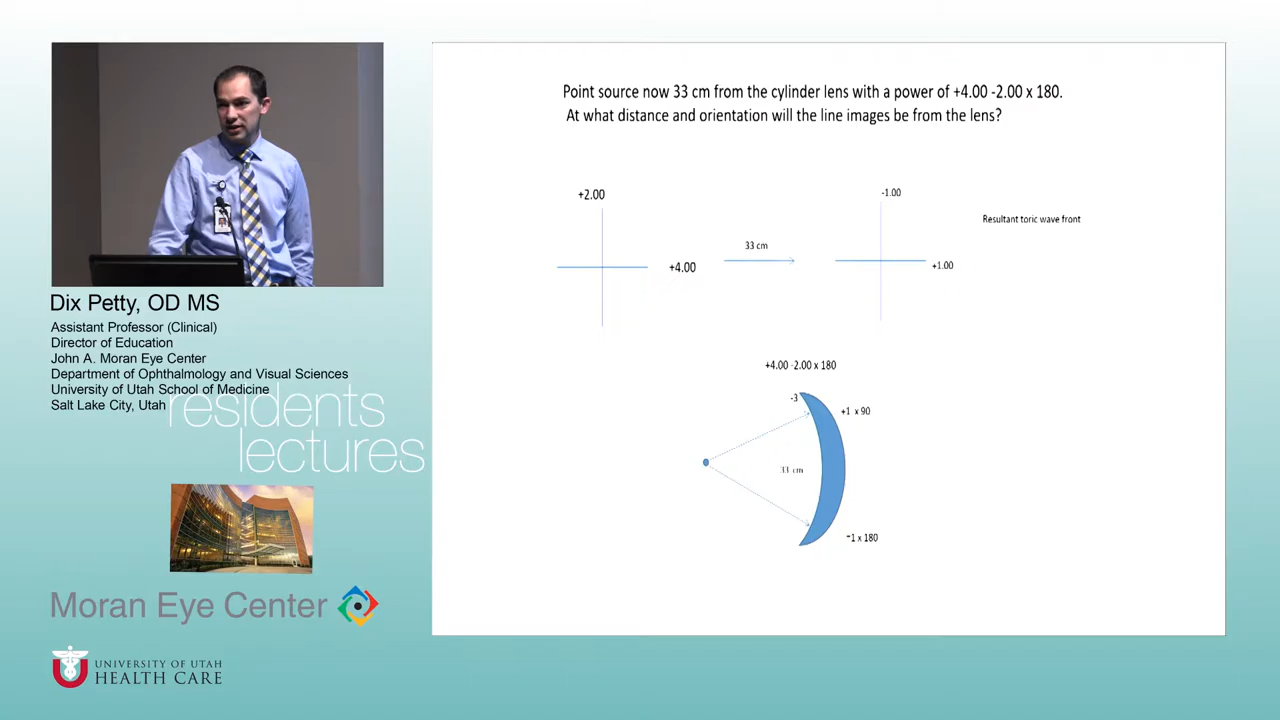 Point source now 33 cm from the cylinder lens with a power of +4.00 -2.00 x 180.
At what distance and orientation will the line images be from the lens?
+2.00
-1.00
Resultant toric wave front
33 cm
+4.00
+1.00
+4.00 -2.00 x 180
-3
+1 x 90
33 cm
-1 x 180
Dix Petty, OD MS
Assistant Professor (Clinical)
Director of Education
John A. Moran Eye Center
Department of Ophthalmology and Visual Sciences
University of Utah School of Medicine
Salt Lake City, Utah
residents
lectures
Moran Eye Center
UNIVERSITY OF UTAH
HEALTH CARE